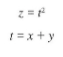 z = t²
t = x + y